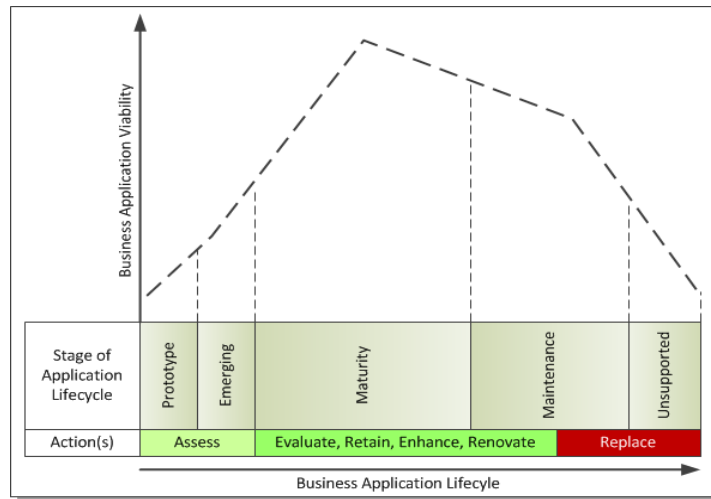 Business Application Viability
Stage of
Application
Lifecycle
Prototype
Emerging
Maturity
Maintenance
Unsupported
Action(s)
Assess
Evaluate, Retain, Enhance, Renovate
Replace
Business Application Lifecyle